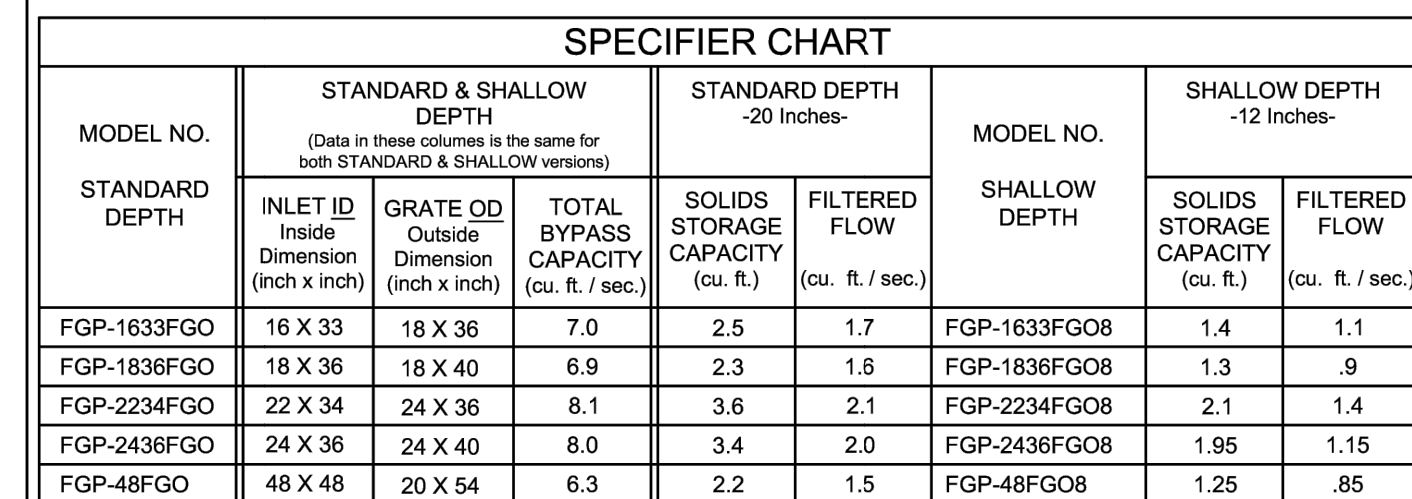 SPECIFIER CHART
MODEL NO.
STANDARD
DEPTH
STANDARD & SHALLOW
DEPTH
(Data in these columes is the same for
both STANDARD & SHALLOW versions)
STANDARD DEPTH
-20 Inches-
MODEL NO.
SHALLOW
DEPTH
SHALLOW DEPTH
-12 Inches-
INLET ID
Inside
Dimension
(inch x inch)
GRATE OD
Outside
Dimension
(inch x inch)
TOTAL
BYPASS
CAPACITY
(cu. ft. / sec.)
SOLIDS
STORAGE
CAPACITY
(cu. ft.)
FILTERED
FLOW
(cu. ft. / sec.)
SOLIDS
STORAGE
CAPACITY
(cu. ft.)
FILTERED
FLOW
(cu. ft. / sec.)
FGP-1633FGO 16 X 33 18 X 36 7.0 2.5 1.7 FGP-1633FGO8 1.4 1.1
FGP-1836FGO 18 X 36 18 X 40 6.9 2.3 1.6 FGP-1836FGO8 1.3 .9
FGP-2234FGO 22 X 34 24 X 36 8.1 3.6 2.1 FGP-2234FGO8 2.1 1.4
FGP-2436FGO 24 X 36 24 X 40 8.0 3.4 2.0 FGP-2436FGO8 1.95 1.15
FGP-48FGO 48 X 48 20 X 54 6.3 2.2 1.5 FGP-48FGO8 1.25 .85